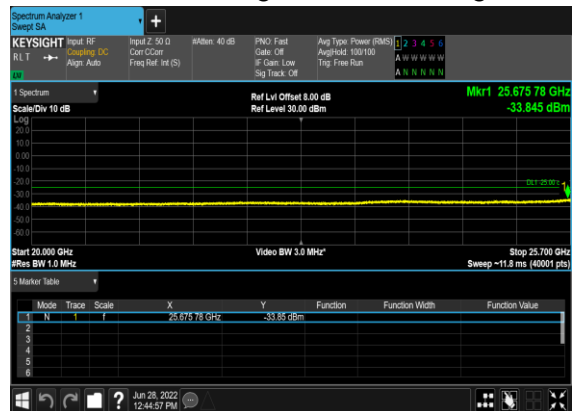 Spectrum Analyzer 1
Swept SA
+
KEYSIGHT Input: RF Input Z: 50 Ω #Atten: 40 dB PNO: Fast Avg Type: Power (RMS) 1 2 3 4 5 6
RLT Coupling: DC Corr CCorr Gate: Off Avg|Hold: 100/100 A W W W W W
Align: Auto Freq Ref: Int (S) IF Gain: Low Trig: Free Run
Sig Track: Off A N N N N N
1 Spectrum Ref Lvl Offset 8.00 dB Mkr1 25.675 78 GHz
Scale/Div 10 dB Ref Level 30.00 dBm -33.845 dBm
Log
20.0
10.0
0.00
-10.0
-20.0
DL1 -25.00
1
-30.0
-40.0
-50.0
-60.0
Start 20.000 GHz Video BW 3.0 MHz* Stop 25.700 GHz
#Res BW 1.0 MHz Sweep ~11.8 ms (40001 pts)
5 Marker Table
Mode Trace Scale X Y Function Function Width Function Value
1 N 1 f 25.675 78 GHz -33.85 dBm
2
3
4
5
6
? Jun 28, 2022
12:44:57 PM